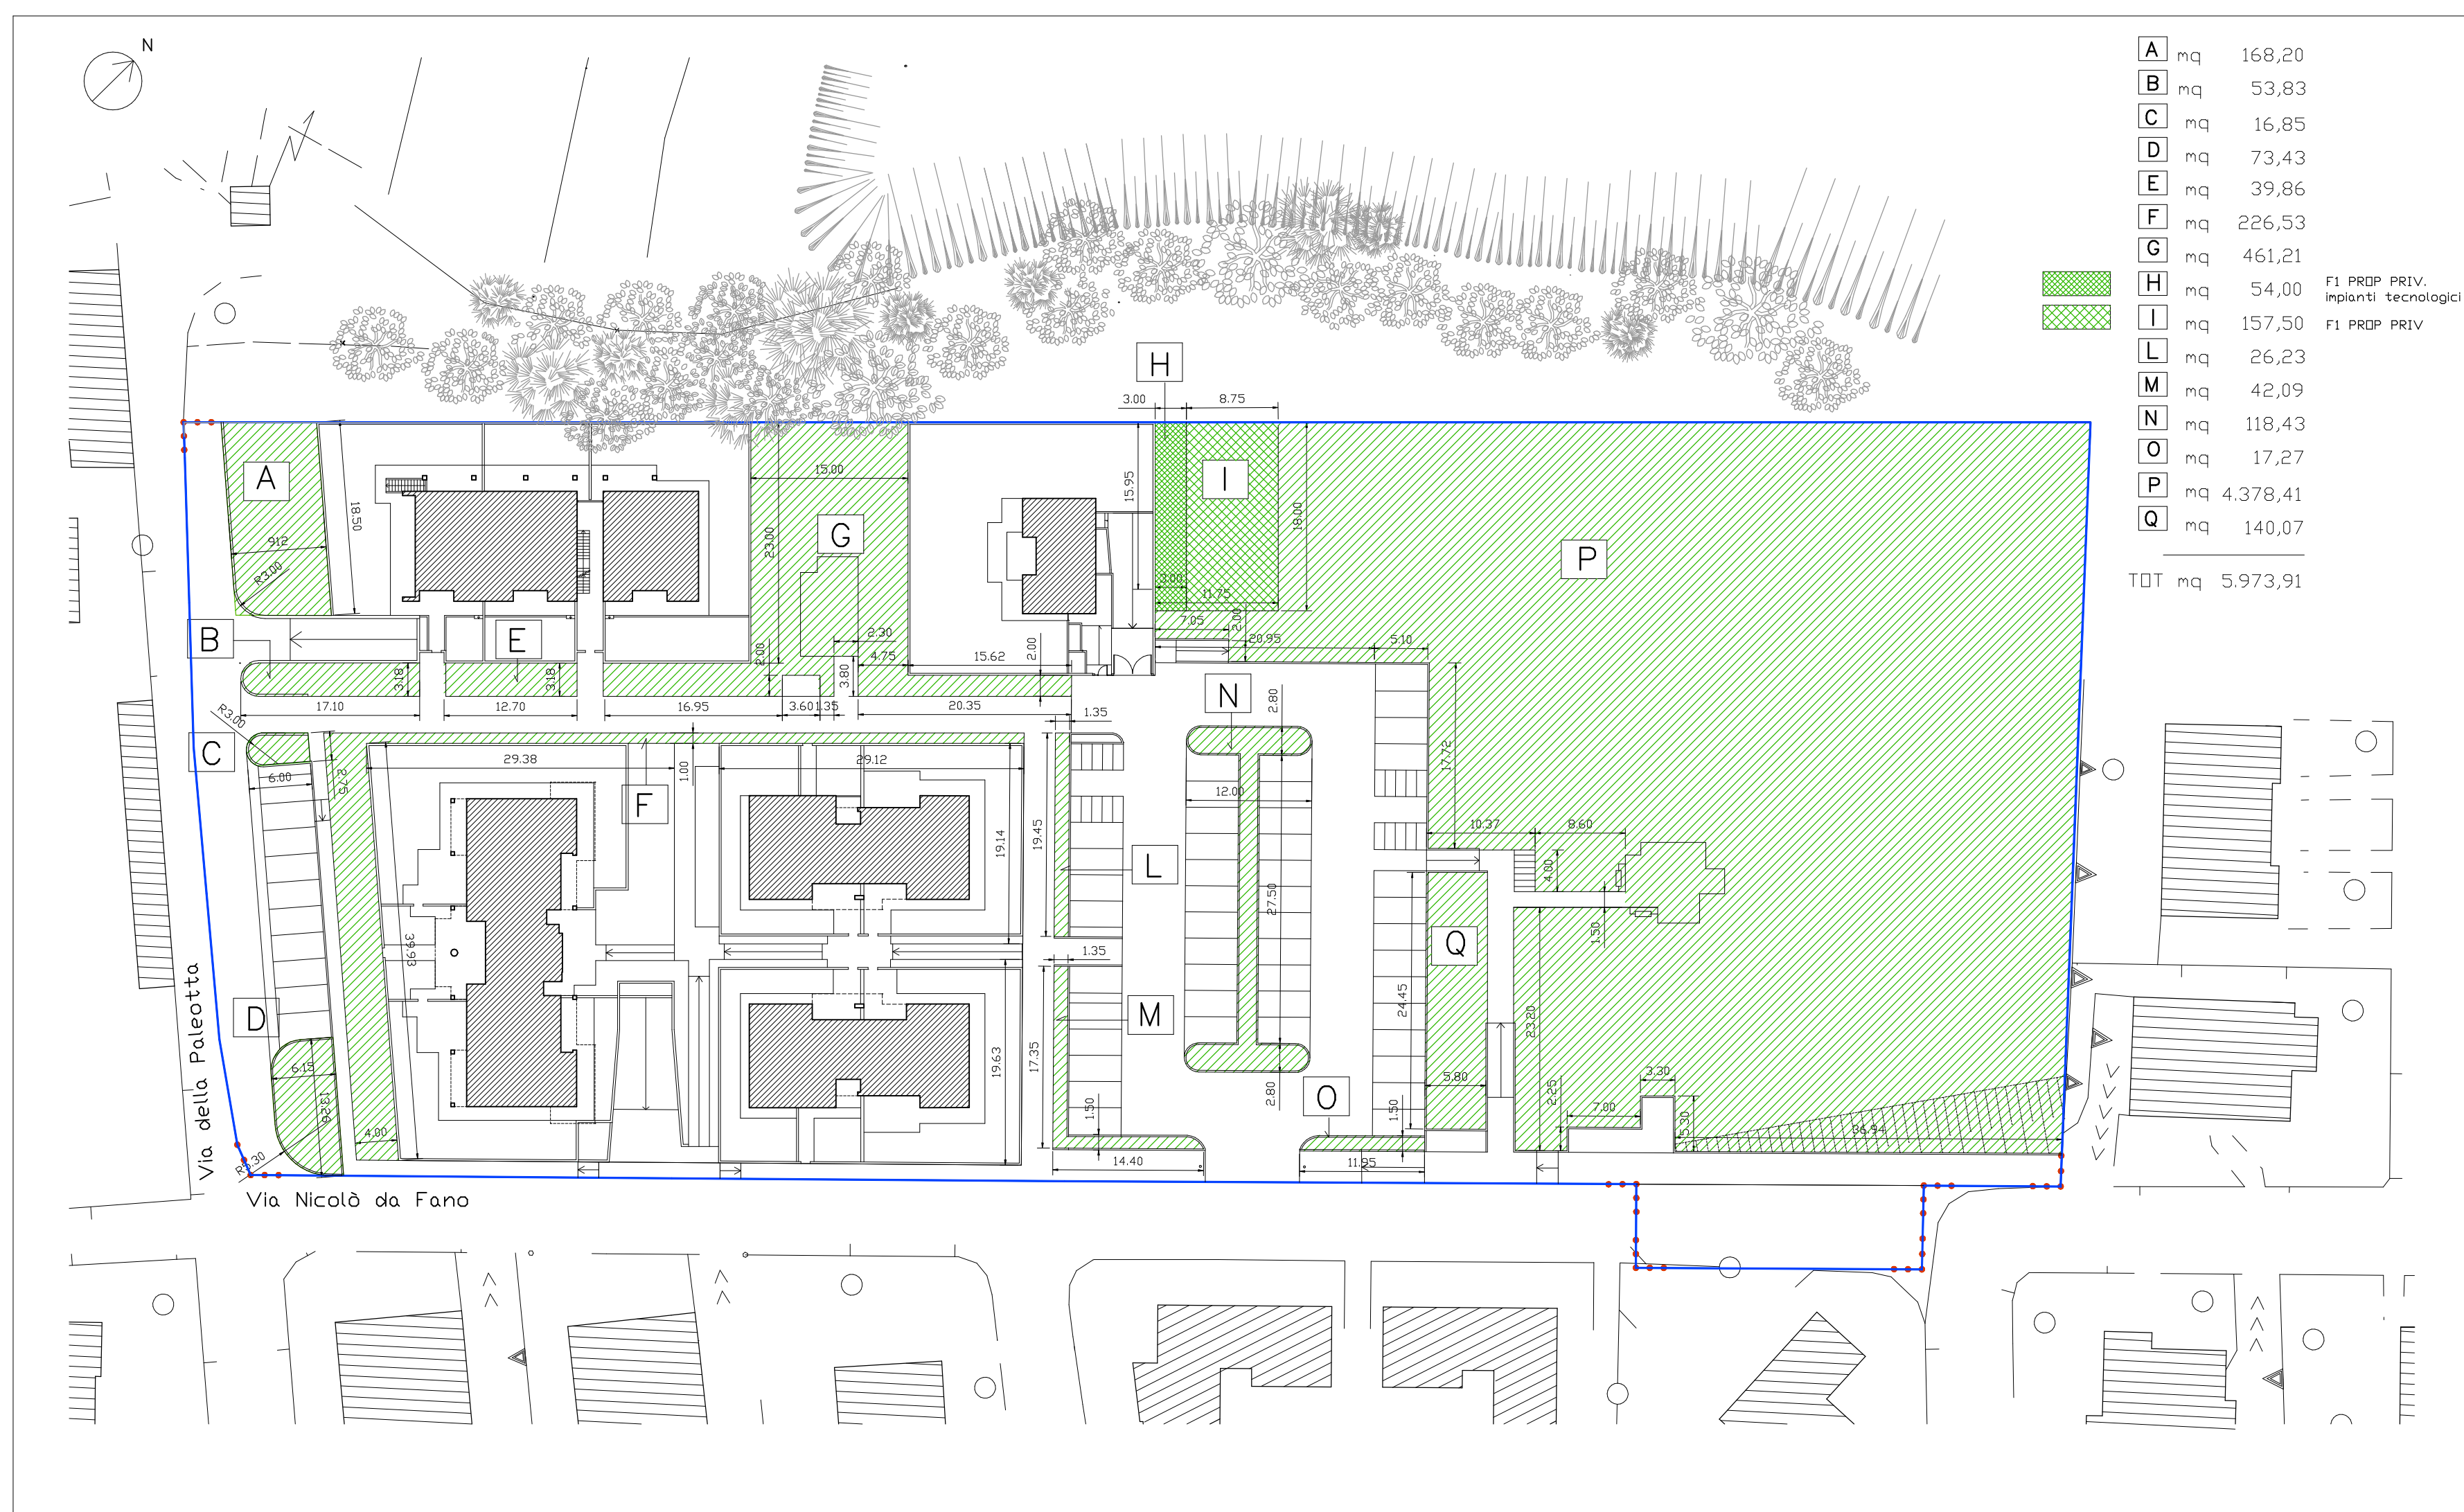 N
A mq 168,20
B mq 53,83
C mq 16,85
D mq 73,43
E mq 39,86
F mq 226,53
G mq 461,21
H mq 54,00
F1 PROP PRIV.
impianti tecnologici
I mq 157,50
F1 PROP PRIV
L mq 26,23
M mq 42,09
N mq 118,43
O mq 17,27
P mq 4.378,41
Q mq 140,07
TOT mq 5.973,91
H
3.00 8.75
A
18.50
912
R3.00
15.00
23.00
G
15.95
I
18.00
P
3.00
11.75
7.05
2.00
20.95
5.10
B
E
3.18
3.18
2.00
2.30
4.75
3.80
15.62
2.00
17.10
12.70
16.95
3.60
1.35
20.35
1.35
N
2.80
17.72
R3.00
C
6.00
2.75
29.38
1.00
29.12
F
19.14
19.45
L
12.00
27.50
10.37
8.60
4.00
1.50
39.93
1.35
Q
24.45
23.20
D
M
19.63
17.35
6.15
13.26
R5.30
4.00
1.50
14.40
2.80
O
1.50
11.95
5.80
2.25
7.00
3.30
5.30
36.94
Via della Paleotta
Via Nicolò da Fano